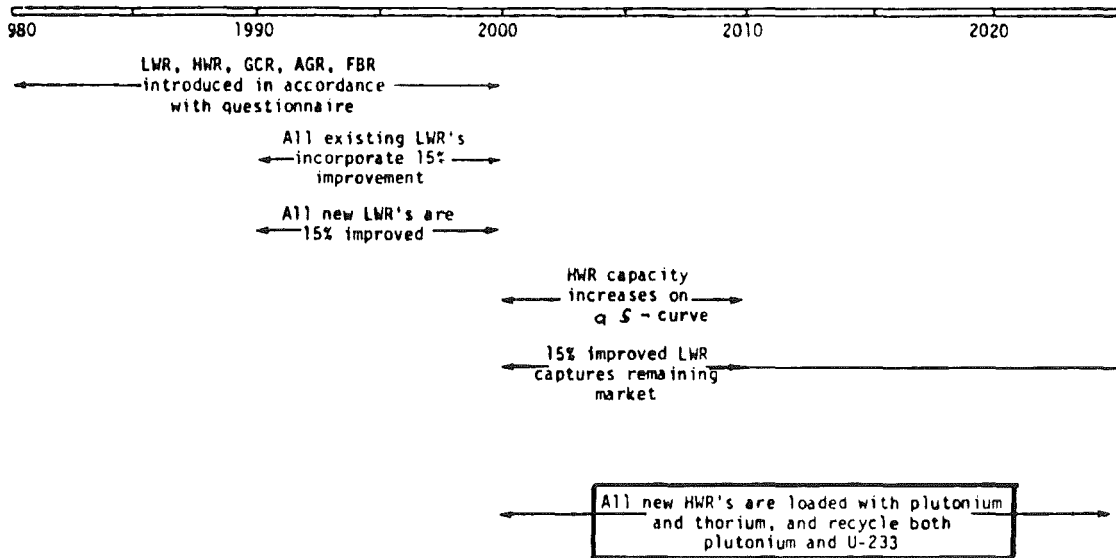 980 1990 2000 2010 2020
LWR, HWR, GCR, AGR, FBR
introduced in accordance
with questionnaire
All existing LWR's
incorporate 15%
improvement
All new LWR's are
15% improved
HWR capacity
increases on
a S-curve
15% improved LWR
captures remaining
market
All new HWR's are loaded with plutonium
and thorium, and recycle both
plutonium and U-233